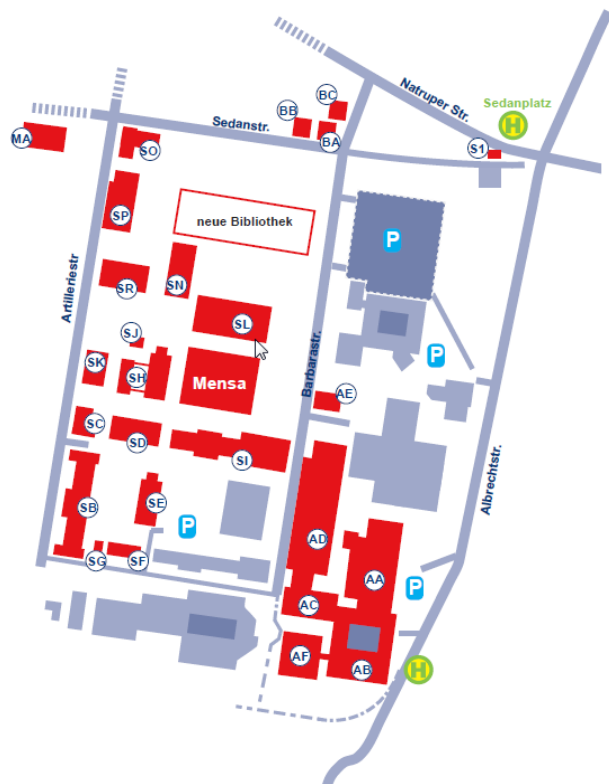 BC
BB
Natruper Str.
Sedanplatz
H
Sedanstr.
MA
BA
S1
SO
SP
neue Bibliothek
P
SN
SR
Artilleriestr
SL
SJ
Barbarastr.
P
SK
SH
Mensa
AE
SC
SD
SI
Albrechtstr.
SB
SE
P
AD
SG
SF
AA
P
AC
AF
AB
H